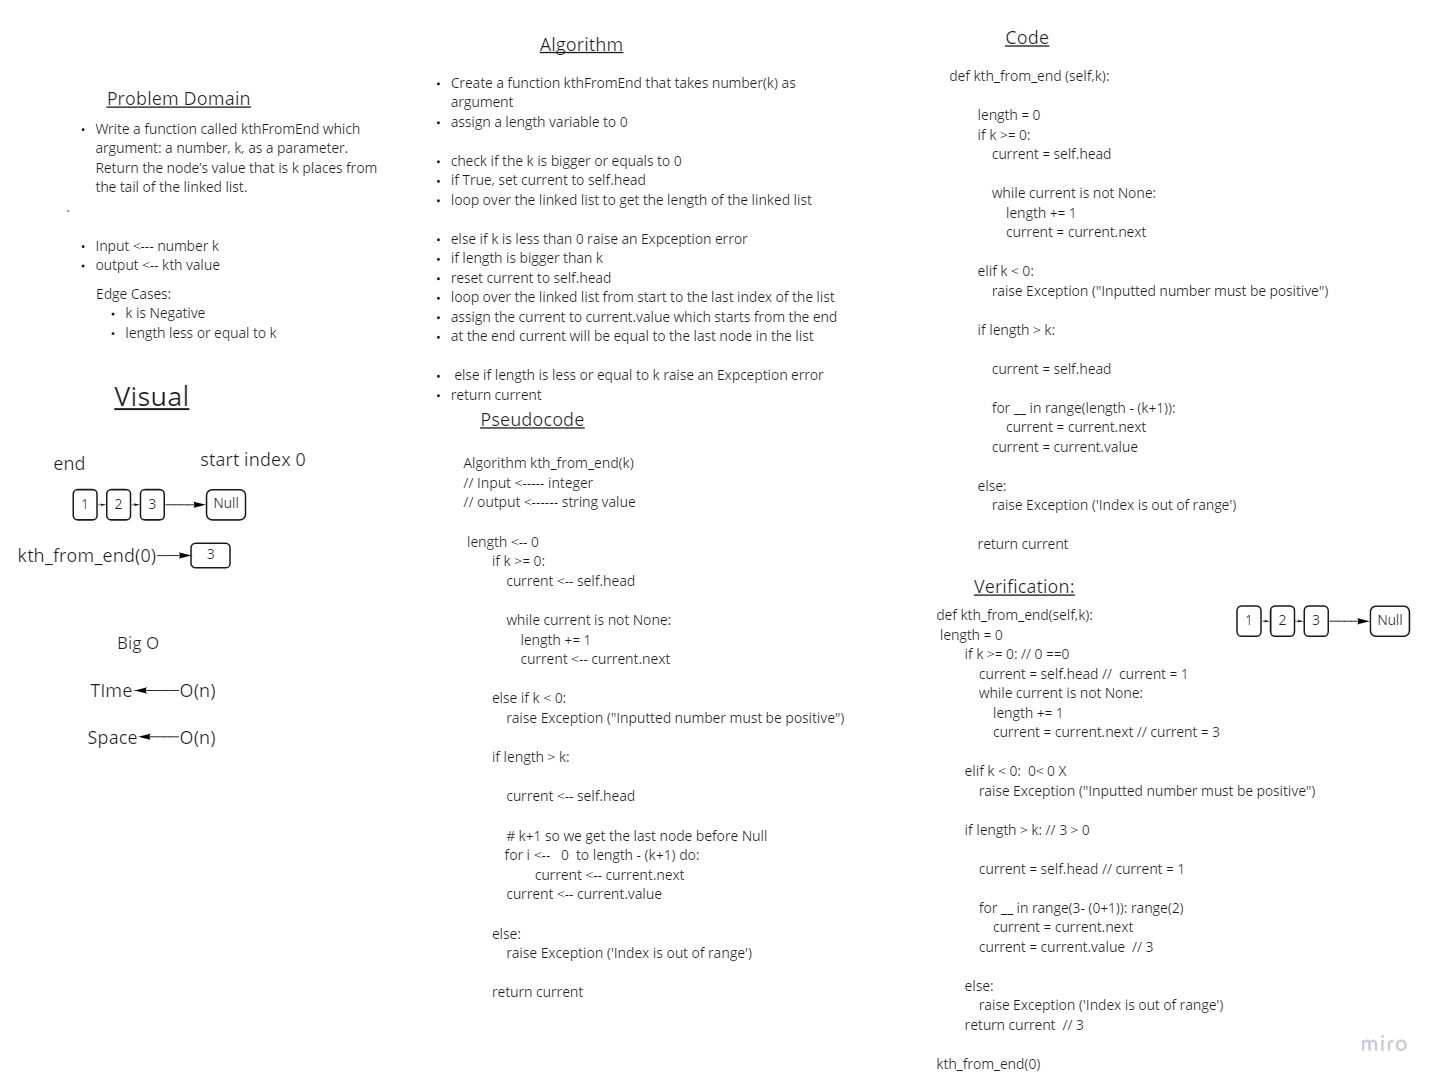 Problem Domain
• Write a function called kthFromEnd which
argument: a number, k, as a parameter.
Return the node’s value that is k places from
the tail of the linked list.
.
• Input <--- number k
• output <-- kth value
Edge Cases:
• k is Negative
• length less or equal to k
Visual
end
start index 0
1
2
3
Null
kth_from_end(0)
3
Big O
TIme
O(n)
Space
O(n)
Algorithm
• Create a function kthFromEnd that takes number(k) as
argument
• assign a length variable to 0
• check if the k is bigger or equals to 0
• if True, set current to self.head
• loop over the linked list to get the length of the linked list
• else if k is less than 0 raise an Expception error
• if length is bigger than k
• reset current to self.head
• loop over the linked list from start to the last index of the list
• assign the current to current.value which starts from the end
• at the end current will be equal to the last node in the list
• else if length is less or equal to k raise an Expception error
• return current
Pseudocode
Algorithm kth_from_end(k)
// Input <----- integer
// output <------ string value
length <-- 0
if k >= 0:
current <-- self.head
while current is not None:
length += 1
current <-- current.next
else if k < 0:
raise Exception ("Inputted number must be positive")
if length > k:
current <-- self.head
# k+1 so we get the last node before Null
for i <-- 0 to length - (k+1) do:
current <-- current.next
current <-- current.value
else:
raise Exception ('Index is out of range')
return current
Code
def kth_from_end (self,k):
length = 0
if k >= 0:
current = self.head
while current is not None:
length += 1
current = current.next
elif k < 0:
raise Exception ("Inputted number must be positive")
if length > k:
current = self.head
for __ in range(length - (k+1)):
current = current.next
current = current.value
else:
raise Exception ('Index is out of range')
return current
Verification:
def kth_from_end(self,k):
length = 0
if k >= 0: // 0 ==0
current = self.head // current = 1
while current is not None:
length += 1
current = current.next // current = 3
elif k < 0: 0< 0 X
raise Exception ("Inputted number must be positive")
if length > k: // 3 > 0
current = self.head // current = 1
for __ in range(3- (0+1)): range(2)
current = current.next
current = current.value // 3
else:
raise Exception ('Index is out of range')
return current // 3
kth_from_end(0)
1
2
3
Null
miro